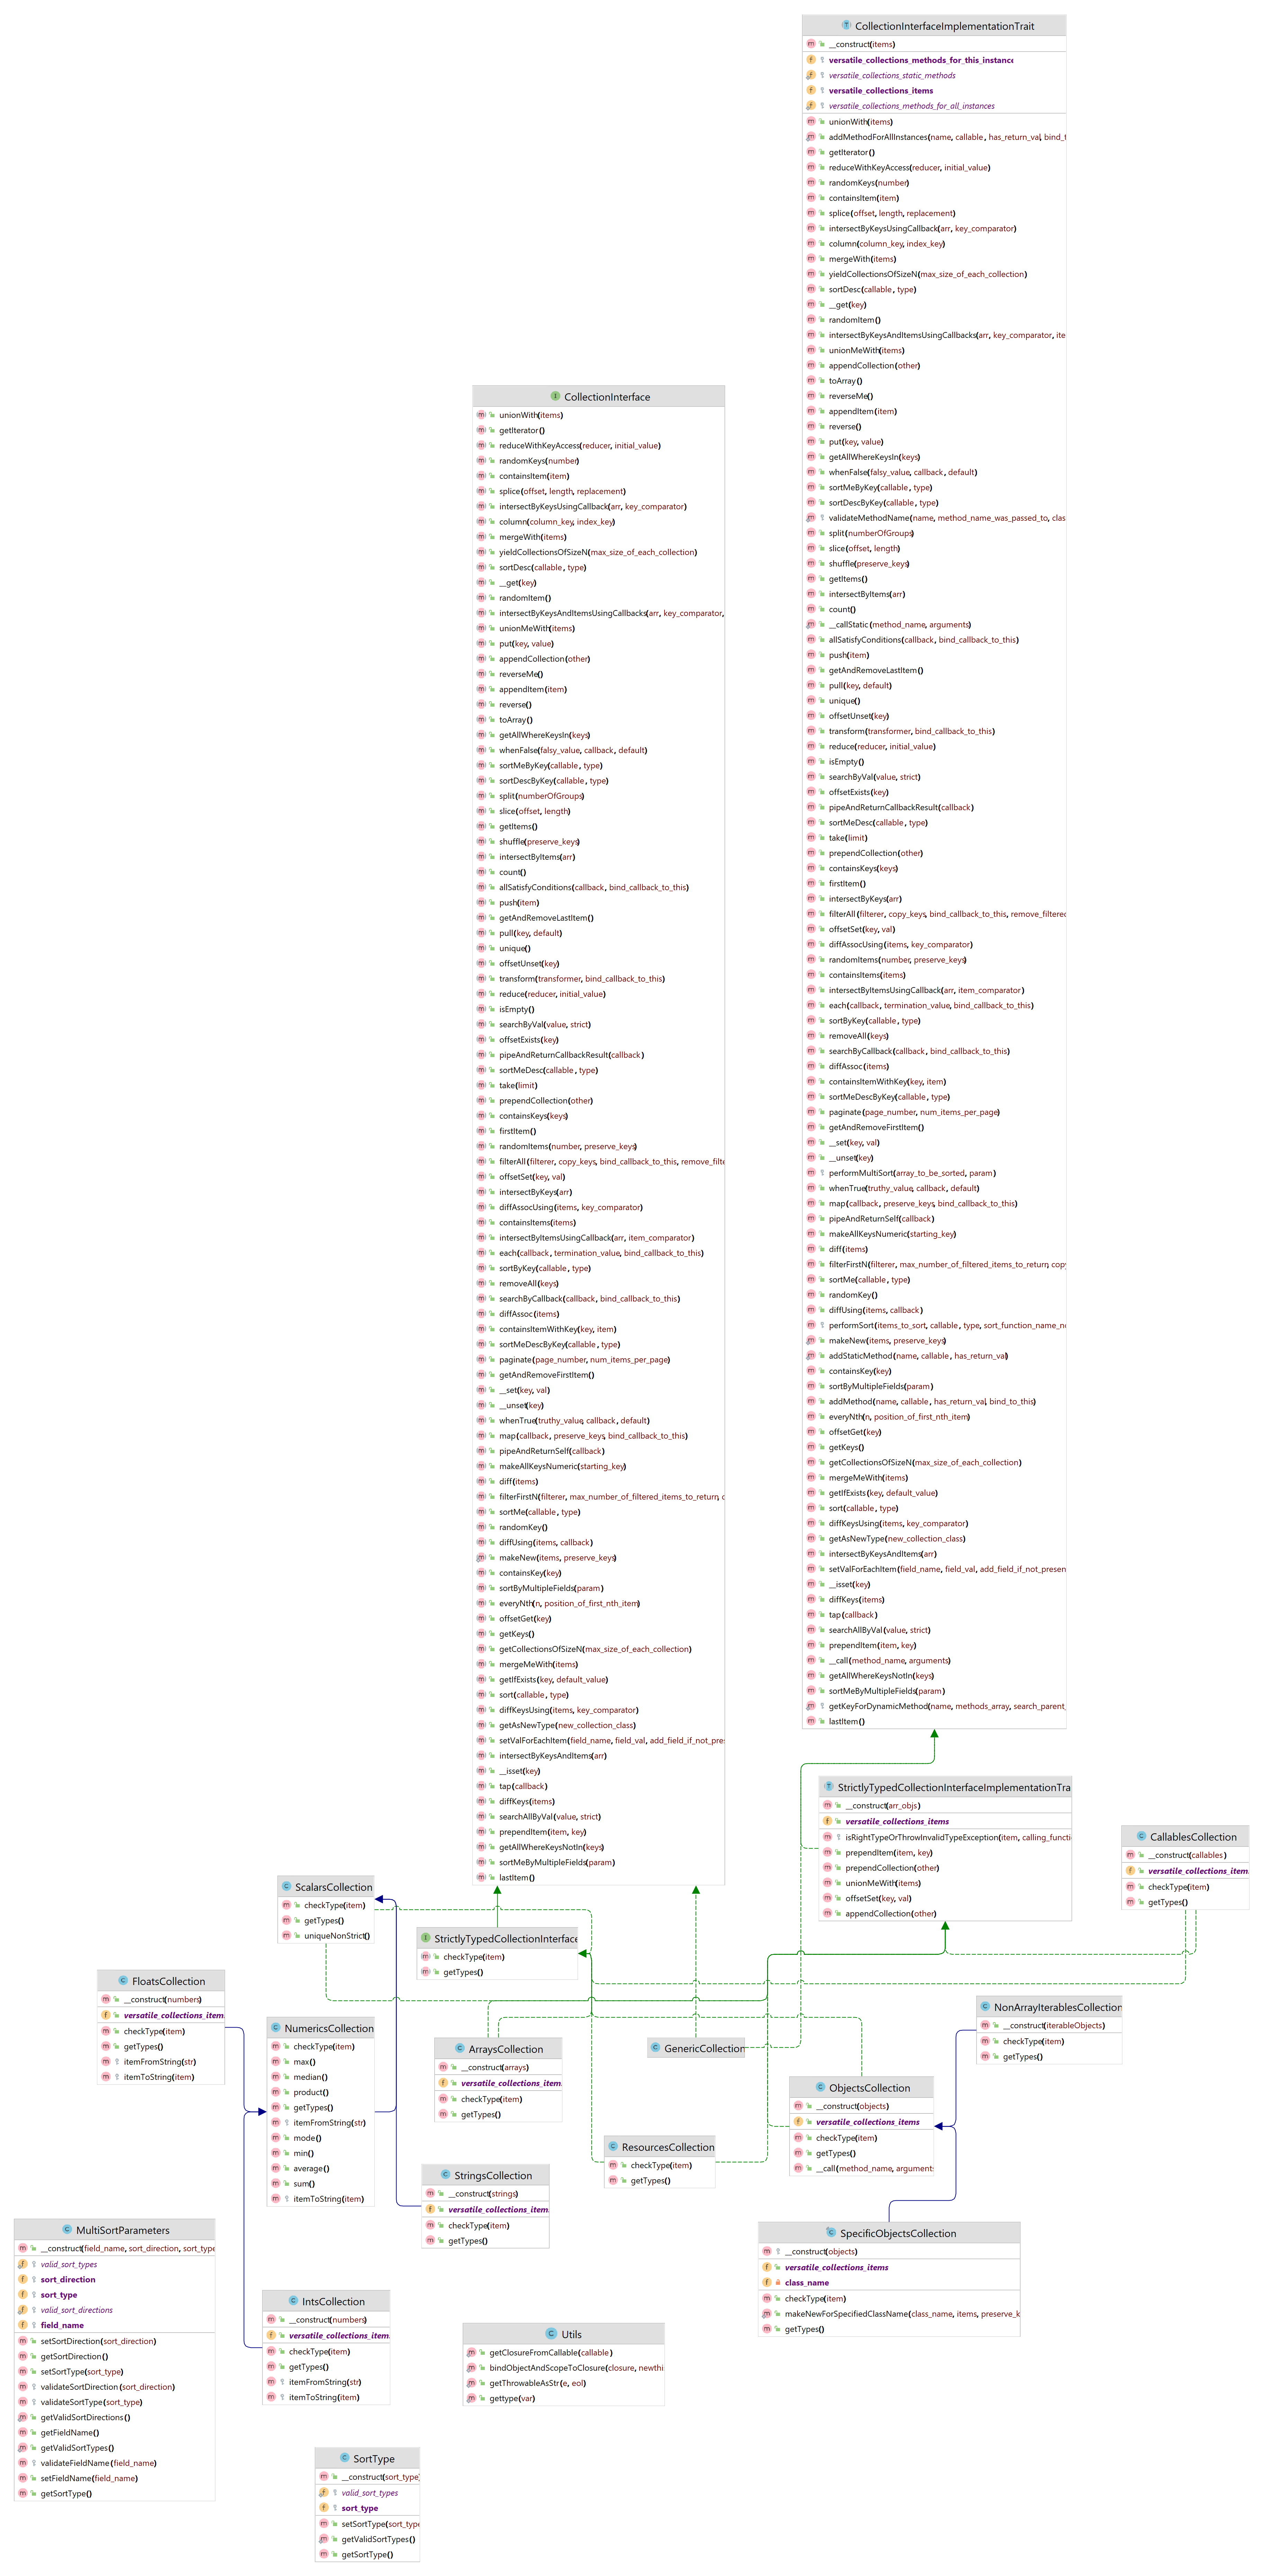 CollectionInterfaceImplementationTrait
__construct(items)
versatile_collections_methods_for_this_instance
versatile_collections_static_methods
versatile_collections_items
versatile_collections_methods_for_all_instances
unionWith(items)
addMethodForAllInstances(name, callable, has_return_val, bind_t
getIterator()
reduceWithKeyAccess(reducer, initial_value)
randomKeys(number)
containsItem(item)
splice(offset, length, replacement)
intersectByKeysUsingCallback(arr, key_comparator)
column(column_key, index_key)
mergeWith(items)
yieldCollectionsOfSizeN(max_size_of_each_collection)
sortDesc(callable, type)
__get(key)
randomItem()
intersectByKeysAndItemsUsingCallbacks(arr, key_comparator, ite
unionMeWith(items)
appendCollection(other)
toArray()
reverseMe()
appendItem(item)
reverse()
put(key, value)
getAllWhereKeysIn(keys)
whenFalse(falsy_value, callback, default)
sortMeByKey(callable, type)
sortDescByKey(callable, type)
validateMethodName(name, method_name_was_passed_to, clas
split(numberOfGroups)
slice(offset, length)
shuffle(preserve_keys)
getItems()
intersectByItems(arr)
count()
__callStatic(method_name, arguments)
allSatisfyConditions(callback, bind_callback_to_this)
push(item)
getAndRemoveLastItem()
pull(key, default)
unique()
offsetUnset(key)
transform(transformer, bind_callback_to_this)
reduce(reducer, initial_value)
isEmpty()
searchByVal(value, strict)
offsetExists(key)
pipeAndReturnCallbackResult(callback)
sortMeDesc(callable, type)
take(limit)
prependCollection(other)
containsKeys(keys)
firstItem()
intersectByKeys(arr)
filterAll(filterer, copy_keys, bind_callback_to_this, remove_filtered
offsetSet(key, val)
diffAssocUsing(items, key_comparator)
randomItems(number, preserve_keys)
containsItems(items)
intersectByItemsUsingCallback(arr, item_comparator)
each(callback, termination_value, bind_callback_to_this)
sortByKey(callable, type)
removeAll(keys)
searchByCallback(callback, bind_callback_to_this)
diffAssoc(items)
containsItemWithKey(key, item)
sortMeDescByKey(callable, type)
paginate(page_number, num_items_per_page)
getAndRemoveFirstItem()
__set(key, val)
__unset(key)
performMultiSort(array_to_be_sorted, param)
whenTrue(truthy_value, callback, default)
map(callback, preserve_keys, bind_callback_to_this)
pipeAndReturnSelf(callback)
makeAllKeysNumeric(starting_key)
diff(items)
filterFirstN(filterer, max_number_of_filtered_items_to_return, cop
sortMe(callable, type)
randomKey()
diffUsing(items, callback)
performSort(items_to_sort, callable, type, sort_function_name_n
makeNew(items, preserve_keys)
addStaticMethod(name, callable, has_return_val)
containsKey(key)
sortByMultipleFields(param)
addMethod(name, callable, has_return_val, bind_to_this)
everyNth(n, position_of_first_nth_item)
offsetGet(key)
getKeys()
getCollectionsOfSizeN(max_size_of_each_collection)
mergeMeWith(items)
getIfExists(key, default_value)
sort(callable, type)
diffKeysUsing(items, key_comparator)
getAsNewType(new_collection_class)
intersectByKeysAndItems(arr)
setValForEachItem(field_name, field_val, add_field_if_not_presen
__isset(key)
diffKeys(items)
tap(callback)
searchAllByVal(value, strict)
prependItem(item, key)
__call(method_name, arguments)
getAllWhereKeysNotIn(keys)
sortMeByMultipleFields(param)
getKeyForDynamicMethod(name, methods_array, search_parent_
lastItem()
CollectionInterface
unionWith(items)
getIterator()
reduceWithKeyAccess(reducer, initial_value)
randomKeys(number)
containsItem(item)
splice(offset, length, replacement)
intersectByKeysUsingCallback(arr, key_comparator)
column(column_key, index_key)
mergeWith(items)
yieldCollectionsOfSizeN(max_size_of_each_collection)
sortDesc(callable, type)
__get(key)
randomItem()
intersectByKeysAndItemsUsingCallbacks(arr, key_comparator,
unionMeWith(items)
put(key, value)
appendCollection(other)
reverseMe()
appendItem(item)
reverse()
toArray()
getAllWhereKeysIn(keys)
whenFalse(falsy_value, callback, default)
sortMeByKey(callable, type)
sortDescByKey(callable, type)
split(numberOfGroups)
slice(offset, length)
getItems()
shuffle(preserve_keys)
intersectByItems(arr)
count()
allSatisfyConditions(callback, bind_callback_to_this)
push(item)
getAndRemoveLastItem()
pull(key, default)
unique()
offsetUnset(key)
transform(transformer, bind_callback_to_this)
reduce(reducer, initial_value)
isEmpty()
searchByVal(value, strict)
offsetExists(key)
pipeAndReturnCallbackResult(callback)
sortMeDesc(callable, type)
take(limit)
prependCollection(other)
containsKeys(keys)
firstItem()
randomItems(number, preserve_keys)
filterAll(filterer, copy_keys, bind_callback_to_this, remove_filte
offsetSet(key, val)
intersectByKeys(arr)
diffAssocUsing(items, key_comparator)
containsItems(items)
intersectByItemsUsingCallback(arr, item_comparator)
each(callback, termination_value, bind_callback_to_this)
sortByKey(callable, type)
removeAll(keys)
searchByCallback(callback, bind_callback_to_this)
diffAssoc(items)
containsItemWithKey(key, item)
sortMeDescByKey(callable, type)
paginate(page_number, num_items_per_page)
getAndRemoveFirstItem()
__set(key, val)
__unset(key)
whenTrue(truthy_value, callback, default)
map(callback, preserve_keys, bind_callback_to_this)
pipeAndReturnSelf(callback)
makeAllKeysNumeric(starting_key)
diff(items)
filterFirstN(filterer, max_number_of_filtered_items_to_return, c
sortMe(callable, type)
randomKey()
diffUsing(items, callback)
makeNew(items, preserve_keys)
containsKey(key)
sortByMultipleFields(param)
everyNth(n, position_of_first_nth_item)
offsetGet(key)
getKeys()
getCollectionsOfSizeN(max_size_of_each_collection)
mergeMeWith(items)
getIfExists(key, default_value)
sort(callable, type)
diffKeysUsing(items, key_comparator)
getAsNewType(new_collection_class)
setValForEachItem(field_name, field_val, add_field_if_not_pres
intersectByKeysAndItems(arr)
__isset(key)
tap(callback)
diffKeys(items)
searchAllByVal(value, strict)
prependItem(item, key)
getAllWhereKeysNotIn(keys)
sortMeByMultipleFields(param)
lastItem()
StrictlyTypedCollectionInterfaceImplementationTra
__construct(arr_objs)
versatile_collections_items
isRightTypeOrThrowInvalidTypeException(item, calling_functi
prependItem(item, key)
prependCollection(other)
unionMeWith(items)
offsetSet(key, val)
appendCollection(other)
CallablesCollection
__construct(callables)
versatile_collections_item
checkType(item)
getTypes()
ScalarsCollection
checkType(item)
getTypes()
uniqueNonStrict()
StrictlyTypedCollectionInterface
checkType(item)
getTypes()
FloatsCollection
__construct(numbers)
versatile_collections_item
checkType(item)
getTypes()
itemFromString(str)
itemToString(item)
NumericsCollection
checkType(item)
max()
median()
product()
getTypes()
itemFromString(str)
mode()
min()
average()
sum()
itemToString(item)
ArraysCollection
__construct(arrays)
versatile_collections_item
checkType(item)
getTypes()
GenericCollection
NonArrayIterablesCollection
__construct(iterableObjects)
checkType(item)
getTypes()
ObjectsCollection
__construct(objects)
versatile_collections_items
checkType(item)
getTypes()
__call(method_name, arguments
ResourcesCollection
checkType(item)
getTypes()
StringsCollection
__construct(strings)
versatile_collections_item
checkType(item)
getTypes()
MultiSortParameters
__construct(field_name, sort_direction, sort_type
valid_sort_types
sort_direction
sort_type
valid_sort_directions
field_name
setSortDirection(sort_direction)
getSortDirection()
setSortType(sort_type)
validateSortDirection(sort_direction)
validateSortType(sort_type)
getValidSortDirections()
getFieldName()
getValidSortTypes()
validateFieldName(field_name)
setFieldName(field_name)
getSortType()
SpecificObjectsCollection
__construct(objects)
versatile_collections_items
class_name
checkType(item)
makeNewForSpecifiedClassName(class_name, items, preserve_k
getTypes()
IntsCollection
__construct(numbers)
versatile_collections_item
checkType(item)
getTypes()
itemFromString(str)
itemToString(item)
Utils
getClosureFromCallable(callable)
bindObjectAndScopeToClosure(closure, newthi
getThrowableAsStr(e, eol)
gettype(var)
SortType
__construct(sort_type)
valid_sort_types
sort_type
setSortType(sort_type
getValidSortTypes()
getSortType()